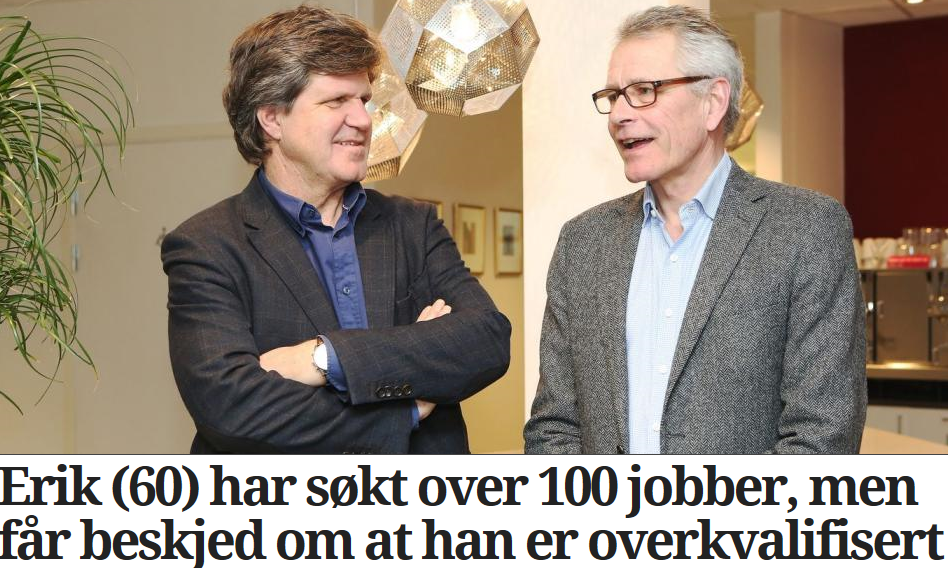 Erik (60) har søkt over 100 jobber, men
får beskjed om at han er overkvalifisert